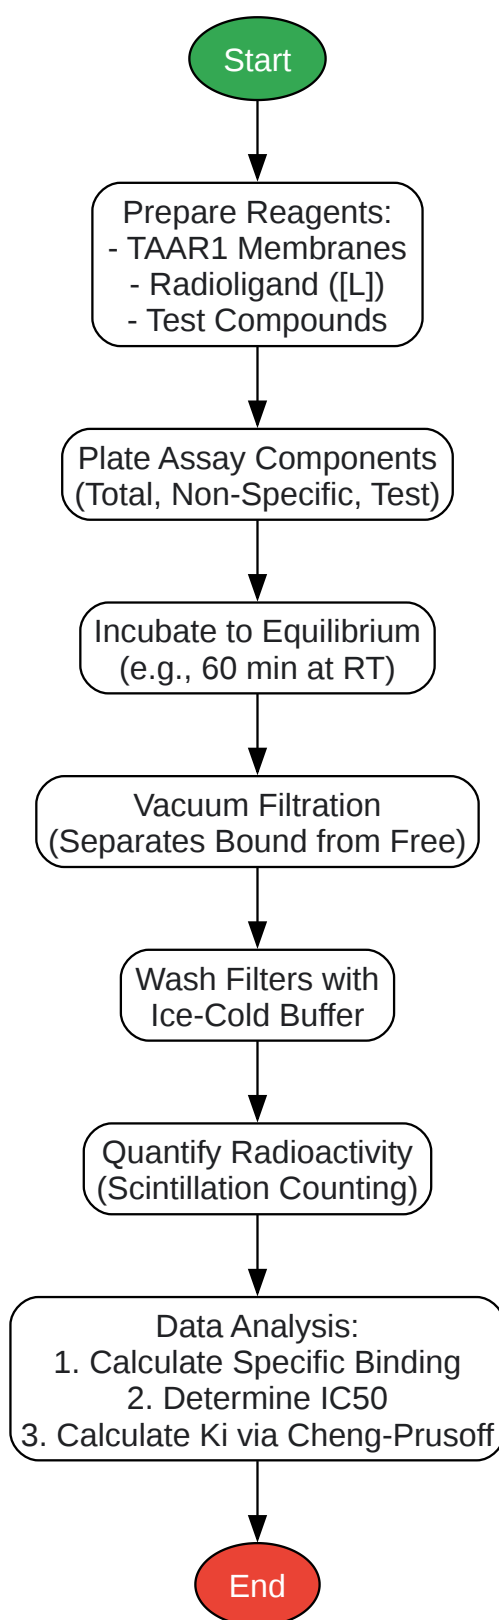 Start
Prepare Reagents:
- TAAR1 Membranes
- Radioligand ([L])
- Test Compounds
Plate Assay Components
(Total, Non-Specific, Test)
Incubate to Equilibrium
(e.g., 60 min at RT)
Vacuum Filtration
(Separates Bound from Free)
Wash Filters with
Ice-Cold Buffer
Quantify Radioactivity
(Scintillation Counting)
Data Analysis:
1. Calculate Specific Binding
2. Determine IC50
3. Calculate Ki via Cheng-Prusoff
End